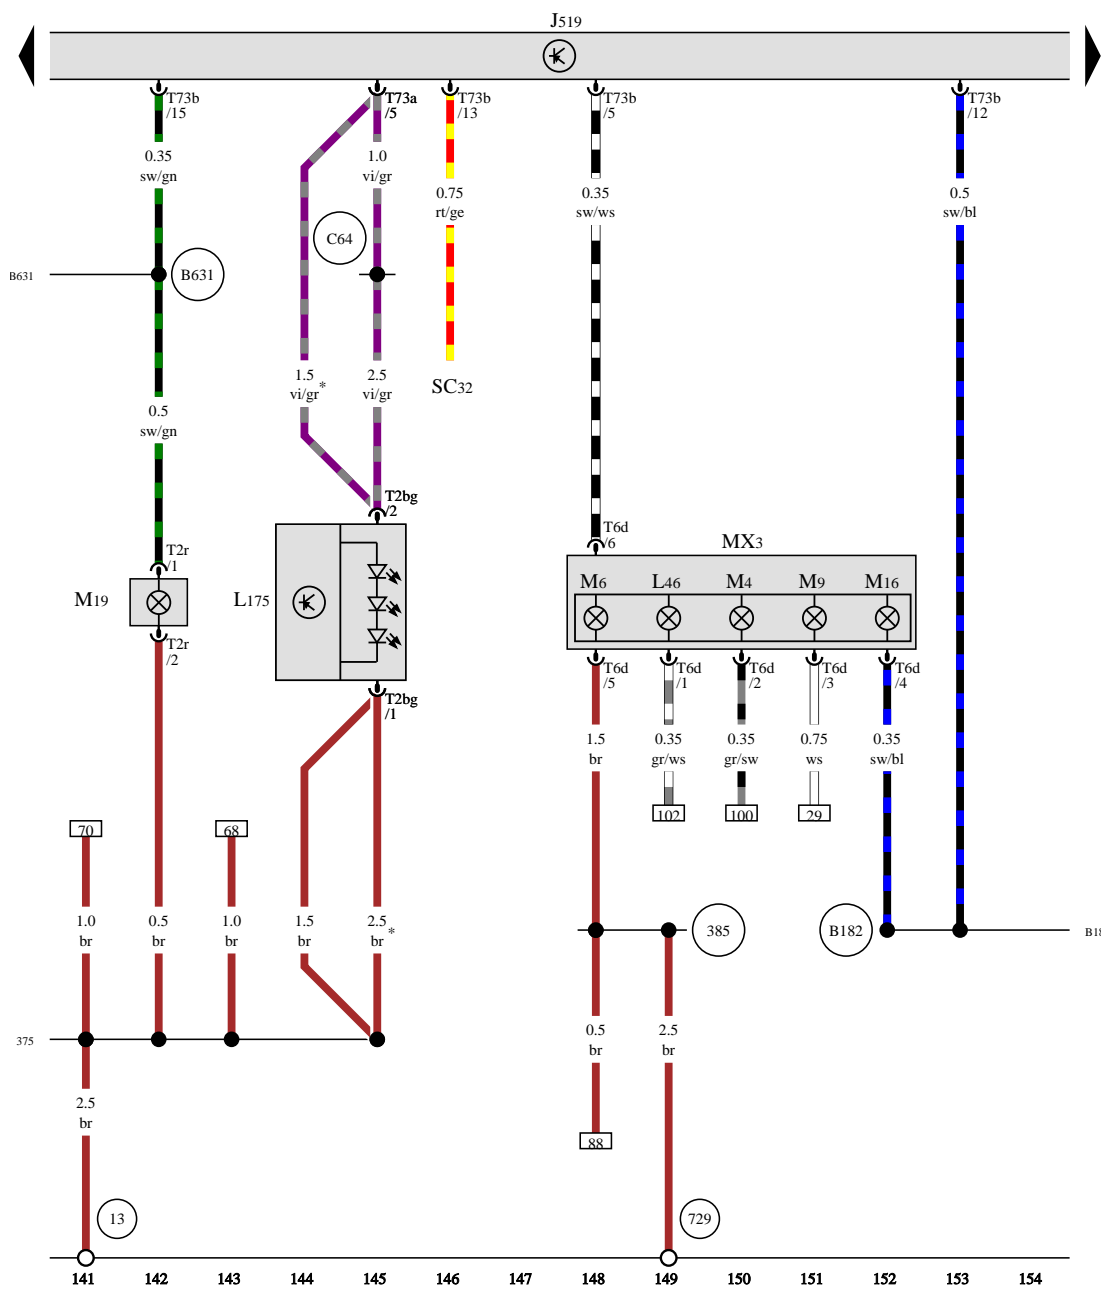 J519
T73b
/15
T73a
/5
T73b
/13
T73b
/5
T73b
/12
0.35
sw/gn
1.0
vi/gr
0.75
rt/ge
0.35
sw/ws
0.5
sw/bl
C64
B631
B631
1.5
vi/gr*
2.5
vi/gr
SC32
0.5
sw/gn
T2bg
/2
T6d
/6
T2r
/1
MX3
M6
L46
M4
M9
M16
M19
L175
T2r
/2
T6d
/5
T6d
/1
T6d
/2
T6d
/3
T6d
/4
T2bg
/1
1.5
br
0.35
gr/ws
0.35
gr/sw
0.75
ws
0.35
sw/bl
102
100
29
70
68
1.0
br
0.5
br
1.0
br
1.5
br
2.5
br*
385
B182
375
0.5
br
2.5
br
2.5
br
88
13
729
141 142 143 144 145 146 147 148 149 150 151 152 153 154